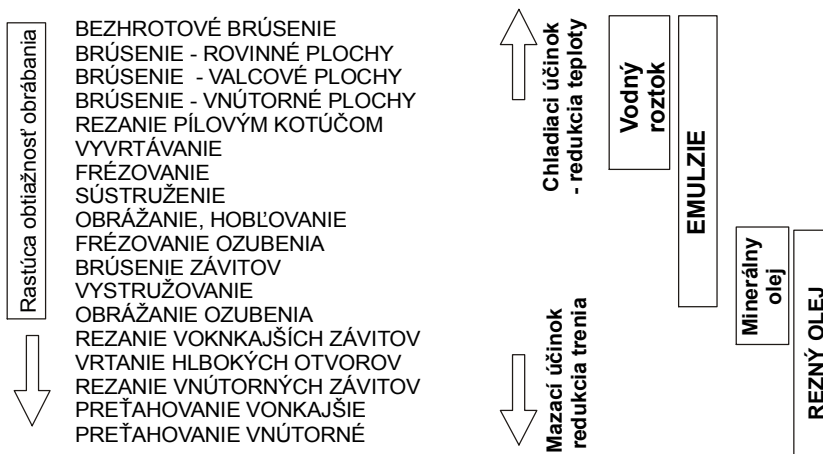 Rastúca obtiažnosť obrábania
BEZHROTOVÉ BRÚSENIE
BRÚSENIE - ROVINNÉ PLOCHY
BRÚSENIE - VALCOVÉ PLOCHY
BRÚSENIE - VNÚTORNÉ PLOCHY
REZANIE PÍLOVÝM KOTÚČOM
VYVRTÁVANIE
FRÉZOVANIE
SÚSTRUŽENIE
OBRÁŽANIE, HOBĽOVANIE
FRÉZOVANIE OZUBENIA
BRÚSENIE ZÁVITOV
VYSTRUŽOVANIE
OBRÁŽANIE OZUBENIA
REZANIE VOKNKAJŠÍCH ZÁVITOV
VRTANIE HLBOKÝCH OTVOROV
REZANIE VNÚTORNÝCH ZÁVITOV
PREŤAHOVANIE VONKAJŠIE
PREŤAHOVANIE VNÚTORNÉ
Chladiaci účinok
- redukcia teploty
Mazací účinok
redukcia trenia
Vodný
roztok
EMULZIE
Minerálny
olej
REZNÝ OLEJ